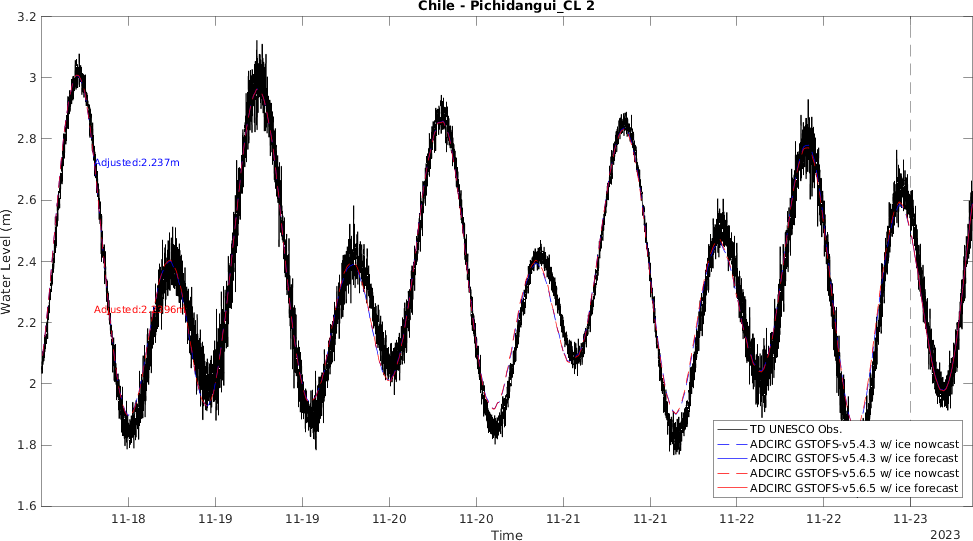 Chile - Pichidangui_CL 2
3.2
3
2.8
2.6
2.4
2.2
2
1.8
1.6
Water Level (m)
Adjusted:2.237m
TD UNESCO Obs.
ADCIRC GSTOFS-v5.4.3 w/ ice nowcast
ADCIRC GSTOFS-v5.4.3 w/ ice forecast
ADCIRC GSTOFS-v5.6.5 w/ ice nowcast
ADCIRC GSTOFS-v5.6.5 w/ ice forecast
11-18 11-19 11-19 11-20 11-20 11-21 11-21 11-22 11-22 11-23
Time
2023